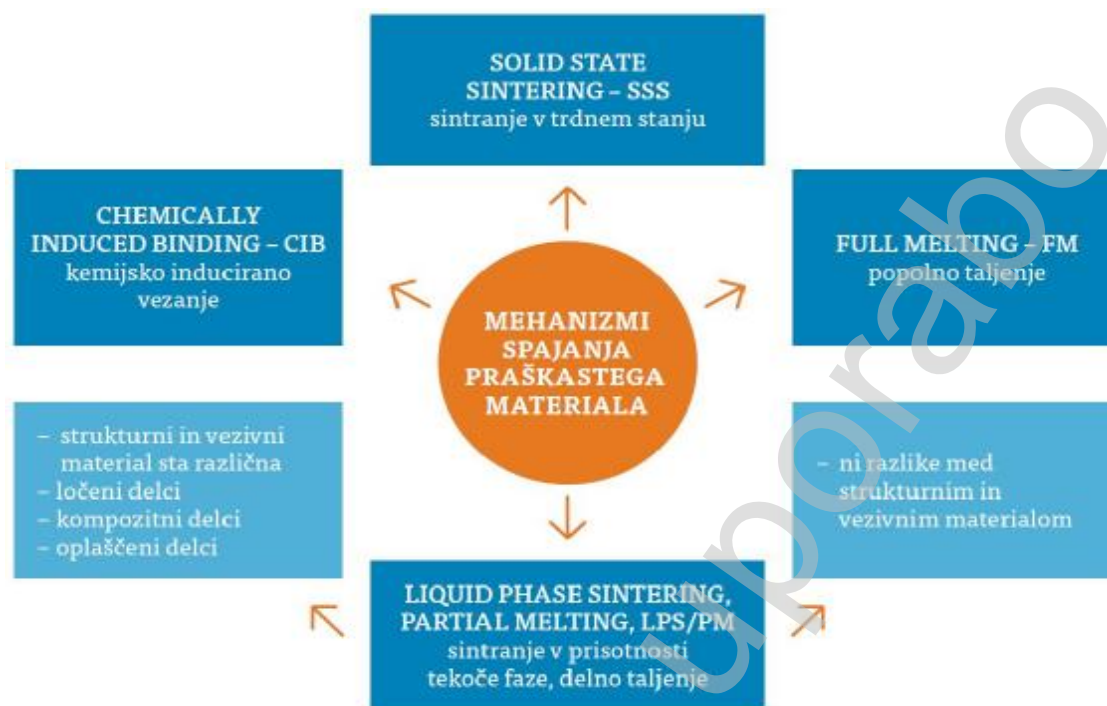 SOLID STATE
SINTERING – SSS
sintranje v trdnem stanju
CHEMICALLY
INDUCED BINDING – CIB
kemijsko inducirano
vezanje
FULL MELTING – FM
popolno taljenje
MEHANIZMI
SPAJANJA
PRAŠKASTEGA
MATERIALA
– strukturni in vezivni
material sta različna
– ločeni delci
– kompozitni delci
– oplaščeni delci
– ni razlike med
strukturnim in
vezivnim materialom
LIQUID PHASE SINTERING,
PARTIAL MELTING, LPS/PM
sintranje v prisotnosti
tekoče faze, delno taljenje
uporabo